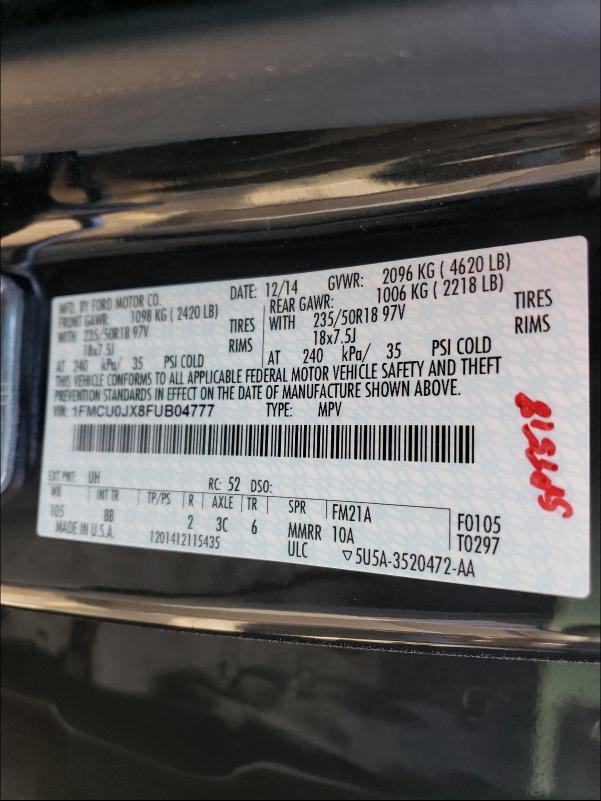 MFD. BY FORD MOTOR CO.
DATE: 12/14
GVWR: 2096 KG ( 4620 LB)
FRONT GAWR: 1098 KG ( 2420 LB)
REAR GAWR: 1006 KG ( 2218 LB)
WITH 235/50R18 97V TIRES
WITH 235/50R18 97V TIRES
18x7.5J RIMS
18x7.5J RIMS
AT 240 kPa/ 35 PSI COLD
AT 240 kPa/ 35 PSI COLD
THIS VEHICLE CONFORMS TO ALL APPLICABLE FEDERAL MOTOR VEHICLE SAFETY AND THEFT
PREVENTION STANDARDS IN EFFECT ON THE DATE OF MANUFACTURE SHOWN ABOVE.
VIN: 1FMCU0JX8FUB04777
TYPE: MPV
EXT PNT: UH RC: 52 DSO:
WB INT TR TP/PS R AXLE TR SPR FM21A
105 8B 2 3C 6 MMRR 10A
F0105
T0297
MADE IN U.S.A. 1201412115435 ULC ▽5U5A-3520472-AA